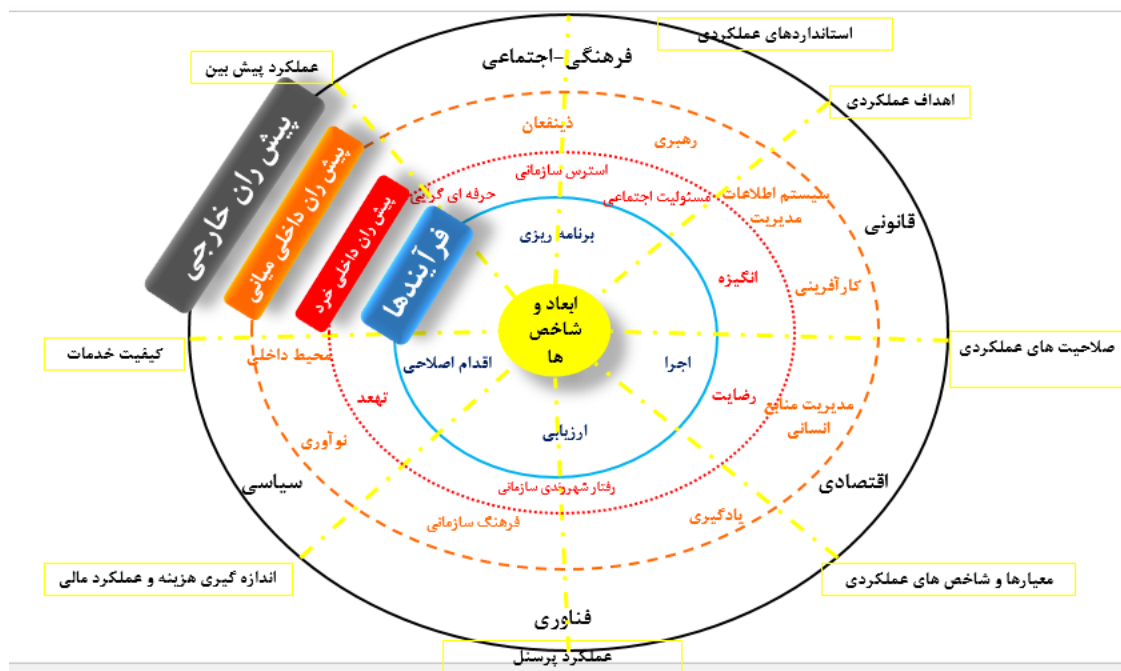 استانداردهای عملکردی
فرهنگی-اجتماعی
عملکرد پیش بین
اهداف عملکردی
پیش ران خارجی
پیش ران داخلی میانی
پیش ران داخلی خرد
فرآیندها
ذینفعان
رهبری
استرس سازمانی
حرفه ای گرایی
مسئولیت اجتماعی
سیستم اطلاعات
مدیریت
قانونی
برنامه ریزی
انگیزه
کارآفرینی
ابعاد و
شاخص
ها
صلاحیت های عملکردی
کیفیت خدمات
محیط داخلی
اقدام اصلاحی
اجرا
تهعد
رضایت
مدیریت منابع
انسانی
ارزیابی
نوآوری
سیاسی
اقتصادی
رفتار شهروندی سازمانی
فرهنگ سازمانی
یادگیری
اندازه گیری هزینه و عملکرد مالی
معیارها و شاخص های عملکردی
فناوری
عملکرد پرسنل